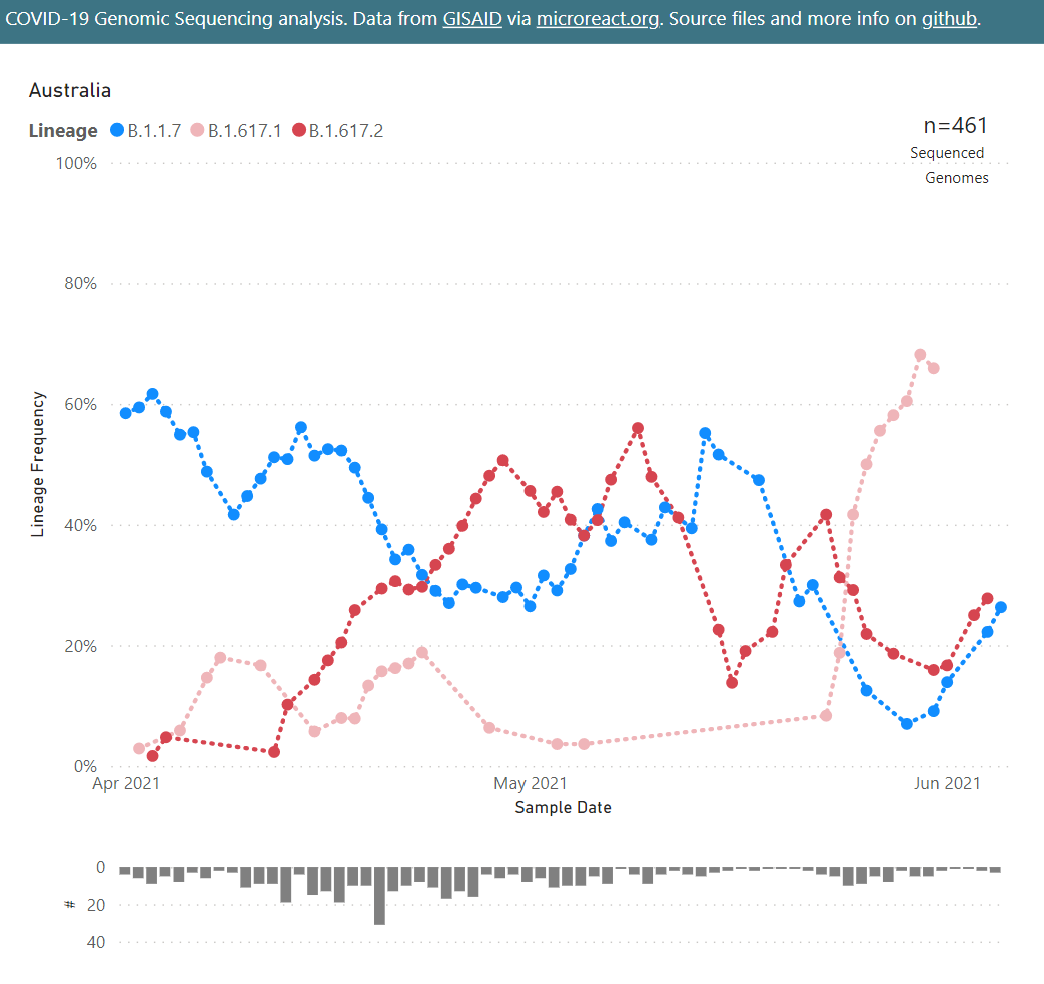 COVID-19 Genomic Sequencing analysis. Data from GISAID via microreact.org. Source files and more info on github.
Australia
Lineage B.1.1.7 B.1.617.1 B.1.617.2
n=461
Sequenced
Genomes
100%
80%
60%
40%
20%
0%
Lineage Frequency
Apr 2021 May 2021 Jun 2021
Sample Date
0
20
40
#